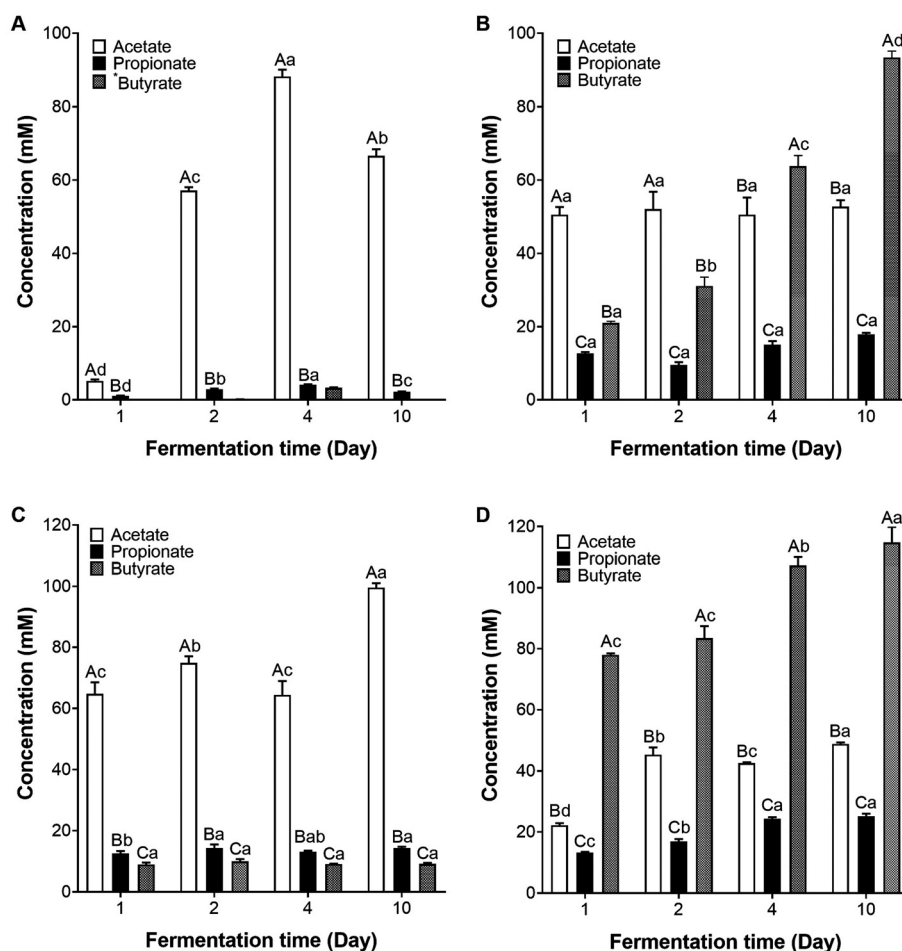 A
Acetate
Propionate
*Butyrate
Concentration (mM)
100
80
60
40
20
0
Ad
Bd
Ac
Bb
Aa
Ba
Ab
Bc
1
2
4
10
Fermentation time (Day)
B
Acetate
Propionate
Butyrate
Concentration (mM)
100
80
60
40
20
0
Aa
Ca
Ba
Aa
Ca
Bb
Ba
Ca
Ac
Ba
Ca
Ad
1
2
4
10
Fermentation time (Day)
C
Acetate
Propionate
Butyrate
Concentration (mM)
120
100
80
60
40
20
0
Ac
Bb
Ca
Ab
Ba
Ca
Ac
Bab
Ca
Aa
Ba
Ca
1
2
4
10
Fermentation time (Day)
D
Acetate
Propionate
Butyrate
Concentration (mM)
120
100
80
60
40
20
0
Bd
Cc
Ac
Bb
Cb
Ac
Bc
Ca
Ab
Ba
Ca
Aa
1
2
4
10
Fermentation time (Day)